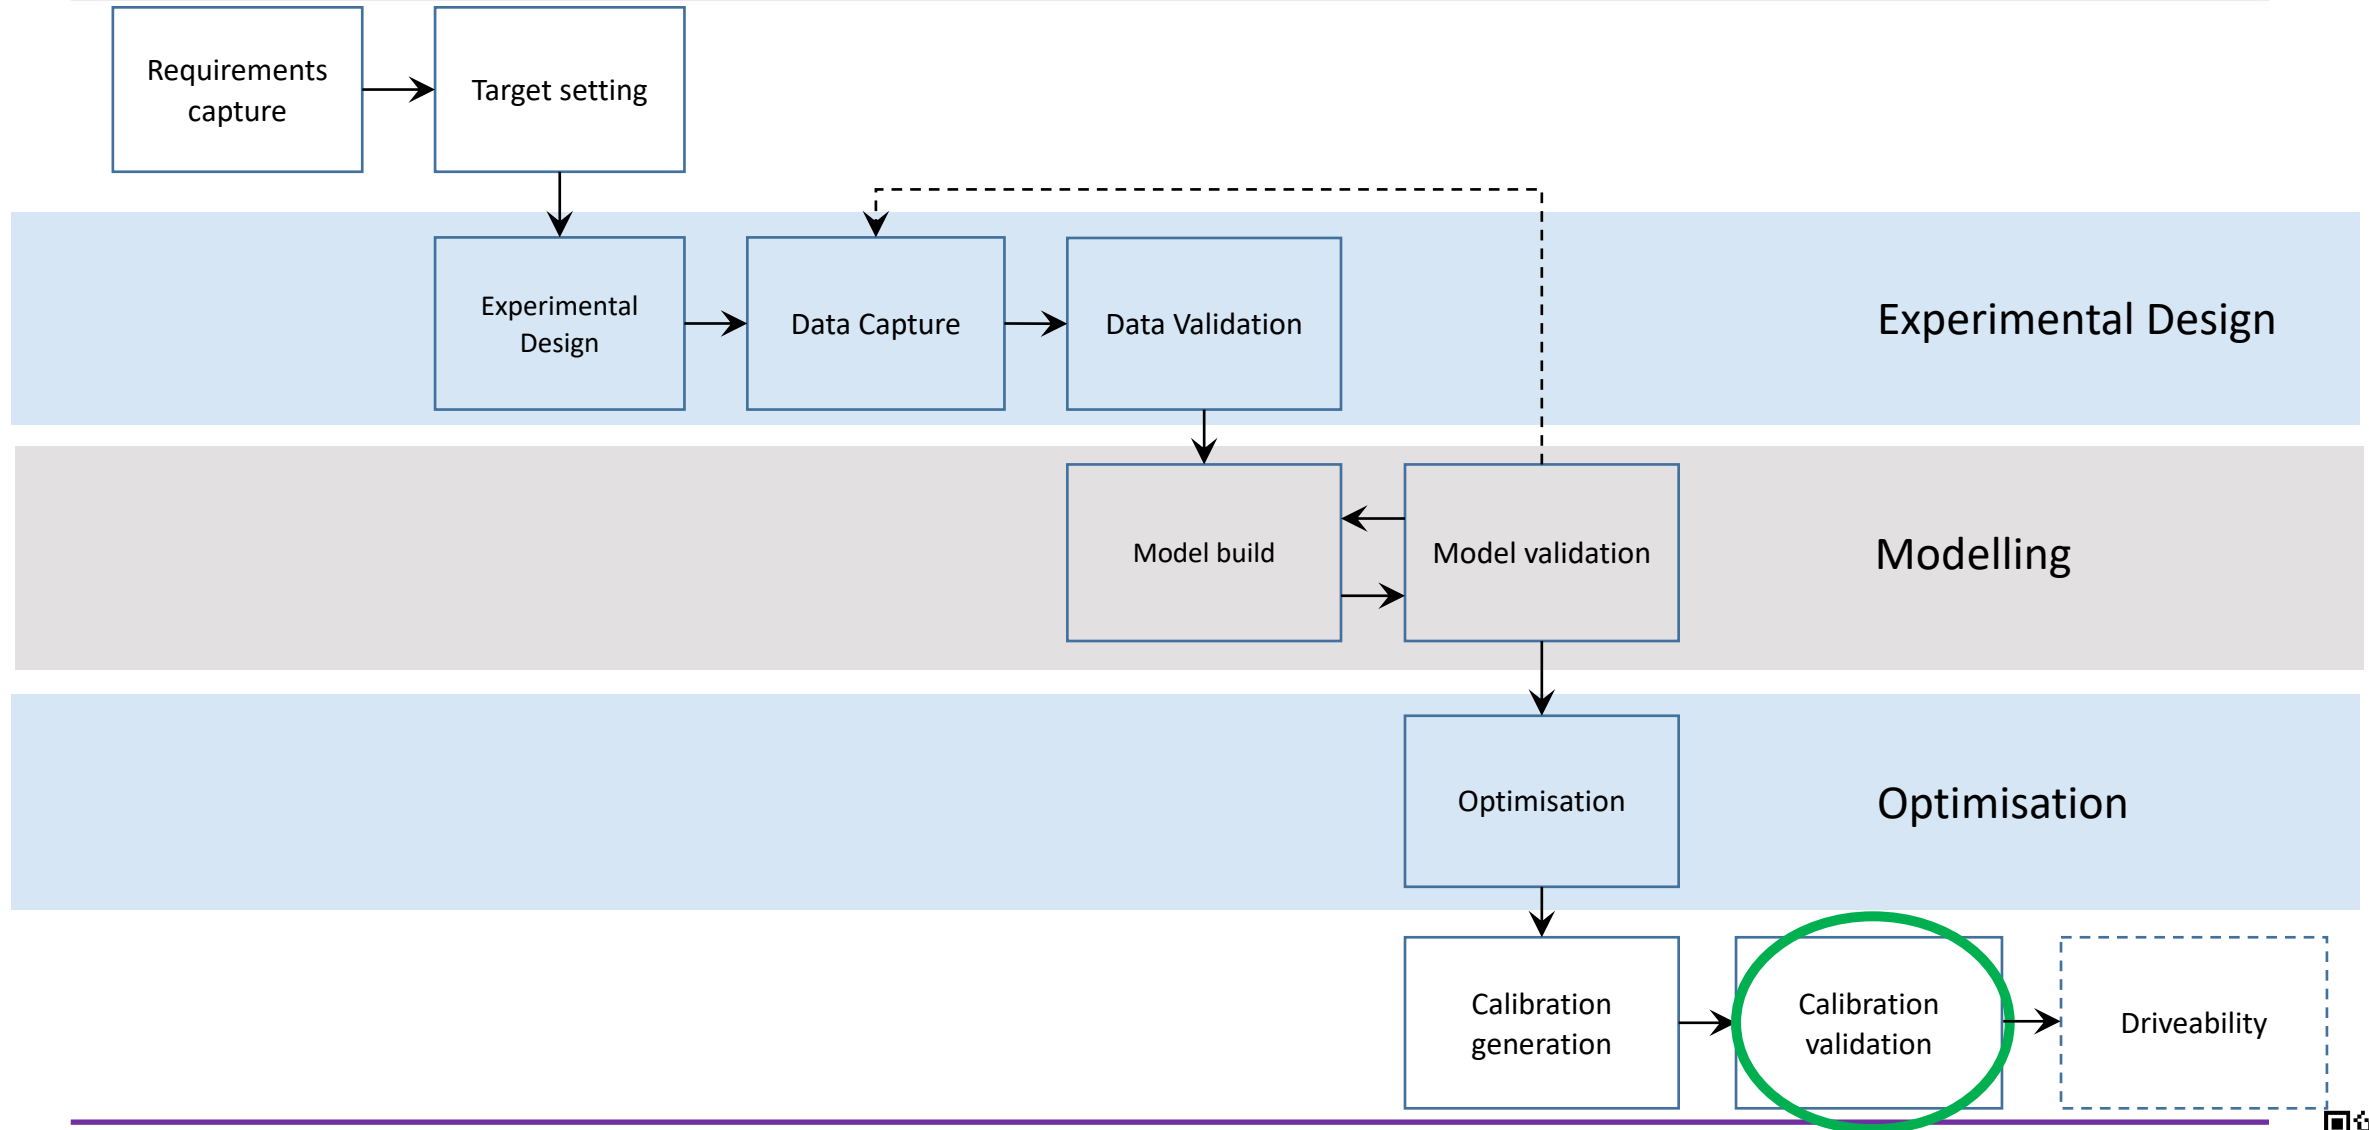 Requirements
capture
Target setting
Experimental
Design
Data Capture
Data Validation
Experimental Design
Model build
Model validation
Modelling
Optimisation
Optimisation
Calibration
generation
Calibration
validation
Driveability